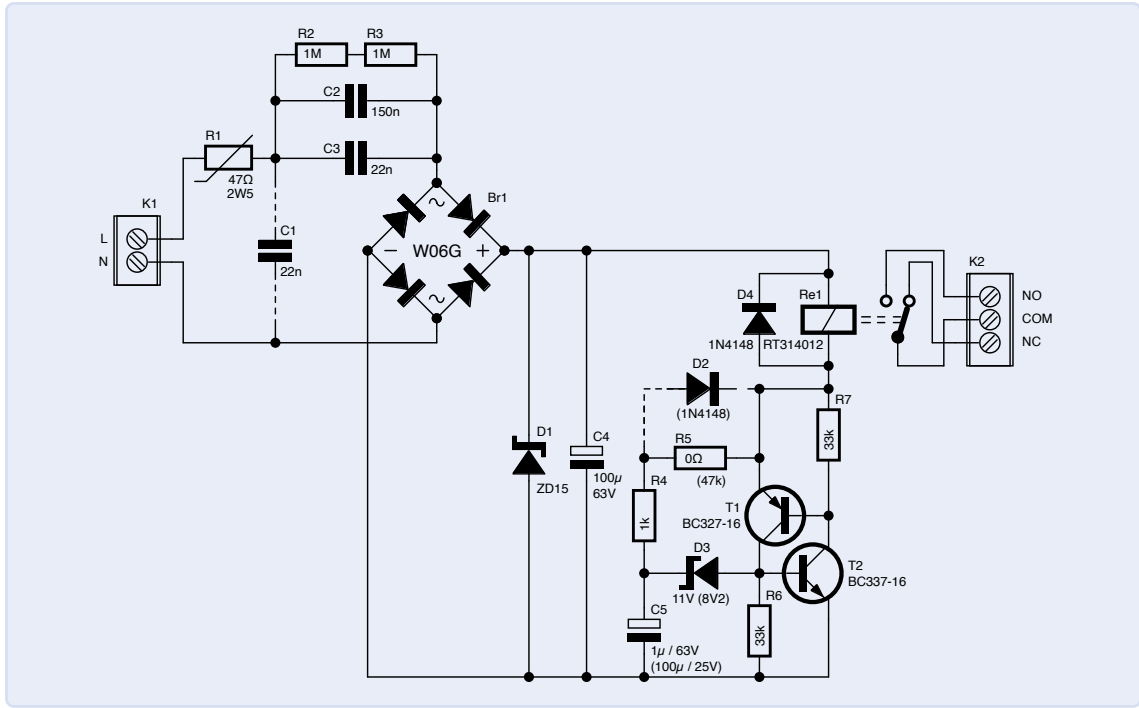 R2
R3
1M
1M
C2
150n
R1
C3
47Ω
2W5
22n
K1
L
N
C1
22n
Br1
~
− W06G +
~
D4
Re1
K2
NO
COM
NC
1N4148
RT314012
D2
(1N4148)
R7
33k
D1
ZD15
C4
100µ
63V
R5
0Ω
(47k)
R4
1k
T1
BC327-16
D3
11V (8V2)
T2
BC337-16
R6
33k
C5
1µ / 63V
(100µ / 25V)